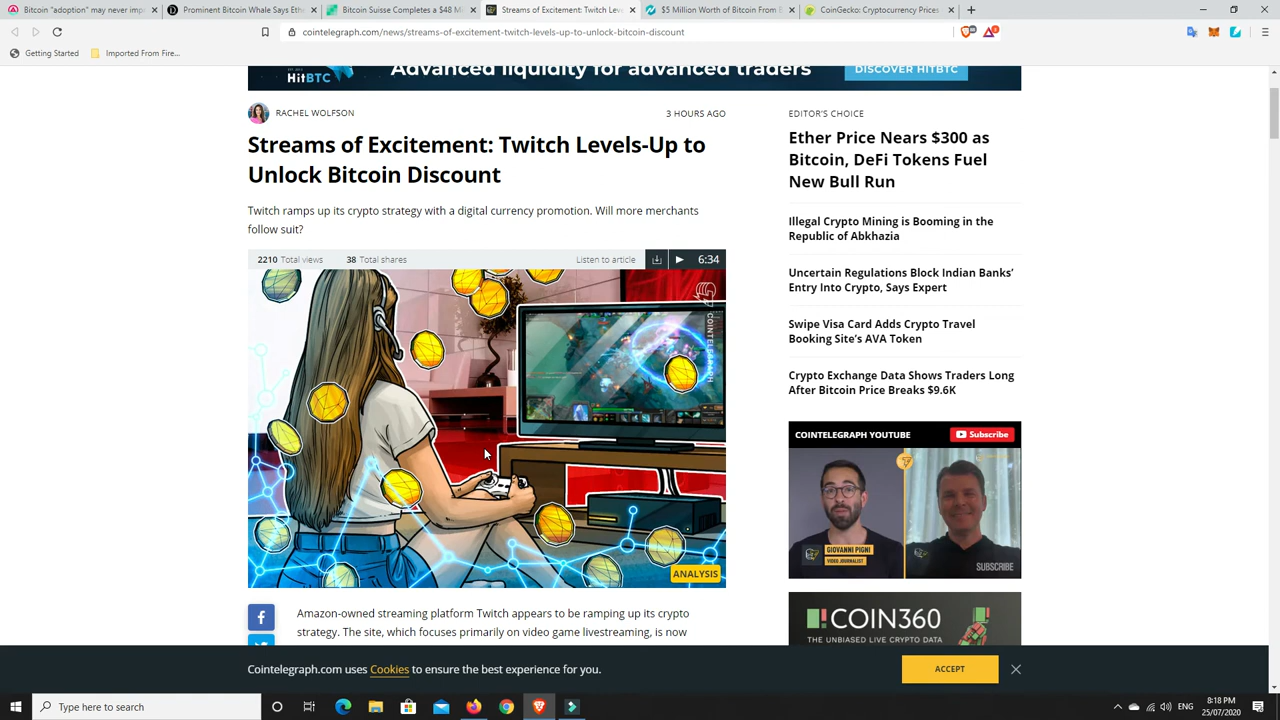 Bitcoin "adoption" may never imp
Prominent Bitcoin Whale Says Eth
Bitcoin Suisse Completes a $48 M
Streams of Excitement: Twitch Lev
$5 Million Worth of Bitcoin From B
CoinGecko: Cryptocurrency Prices
cointelegraph.com/news/streams-of-excitement-twitch-levels-up-to-unlock-bitcoin-discount
Getting Started
Imported From Fire...
HitBTC
Advanced liquidity for advanced traders
DISCOVER HITBTC
RACHEL WOLFSON
3 HOURS AGO
Streams of Excitement: Twitch Levels-Up to
Unlock Bitcoin Discount
Twitch ramps up its crypto strategy with a digital currency promotion. Will more merchants
follow suit?
2210 Total views
38 Total shares
Listen to article
6:34
COINTELEGRAPH
ANALYSIS
Amazon-owned streaming platform Twitch appears to be ramping up its crypto
strategy. The site, which focuses primarily on video game livestreaming, is now
EDITOR'S CHOICE
Ether Price Nears $300 as
Bitcoin, DeFi Tokens Fuel
New Bull Run
Illegal Crypto Mining is Booming in the
Republic of Abkhazia
Uncertain Regulations Block Indian Banks'
Entry Into Crypto, Says Expert
Swipe Visa Card Adds Crypto Travel
Booking Site's AVA Token
Crypto Exchange Data Shows Traders Long
After Bitcoin Price Breaks $9.6K
COINTELEGRAPH YOUTUBE
Subscribe
GIOVANNI PIGNI
VIDEO JOURNALIST
SUBSCRIBE
COIN360
THE UNBIASED LIVE CRYPTO DATA
Cointelegraph.com uses Cookies to ensure the best experience for you.
ACCEPT
Type here to search
ENG
8:18 PM
25/07/2020